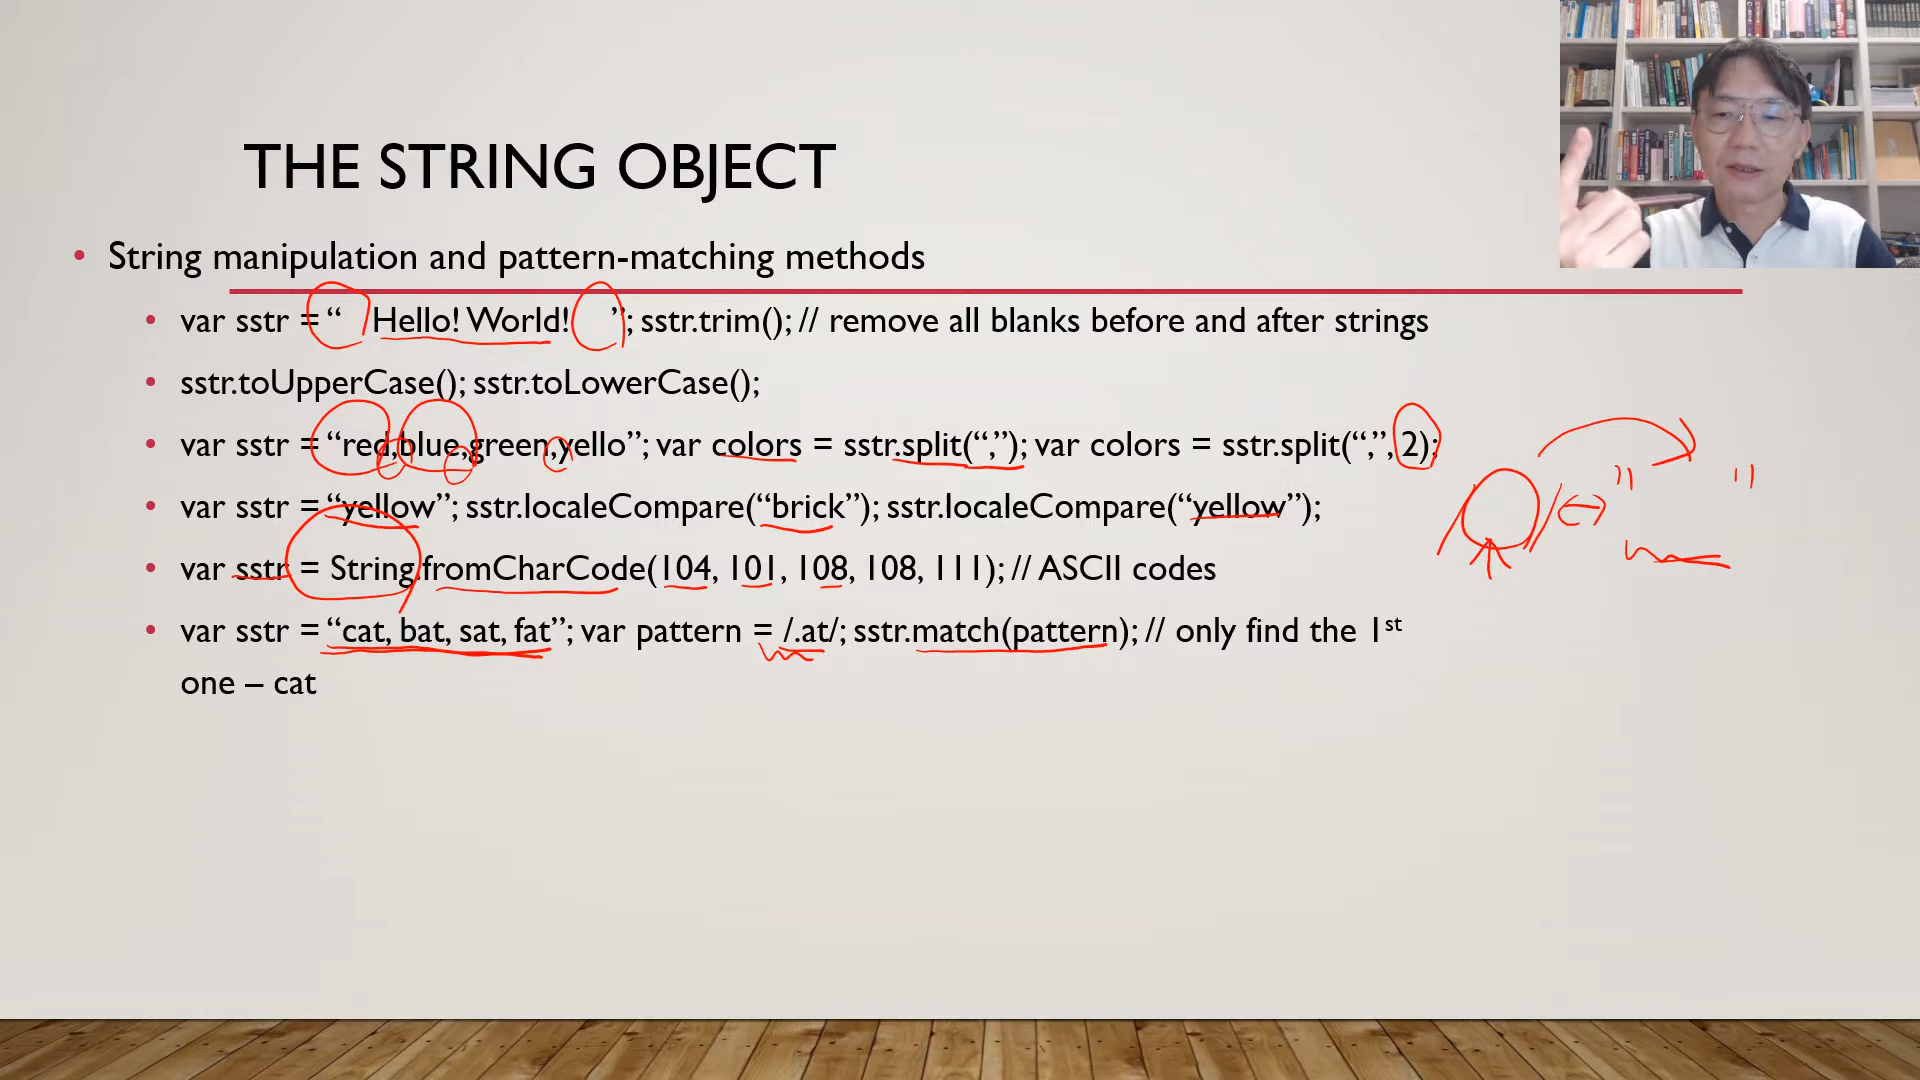 THE STRING OBJECT
• String manipulation and pattern-matching methods
• var sstr = “   Hello! World!    ”; sstr.trim(); // remove all blanks before and after strings
• sstr.toUpperCase(); sstr.toLowerCase();
• var sstr = “red,blue,green,yello”; var colors = sstr.split(“,”); var colors = sstr.split(“,”, 2);
• var sstr = “yellow”; sstr.localeCompare(“brick”); sstr.localeCompare(“yellow”);
• var sstr = String.fromCharCode(104, 101, 108, 108, 111); // ASCII codes
• var sstr = “cat, bat, sat, fat”; var pattern = /.at/; sstr.match(pattern); // only find the 1st
one – cat